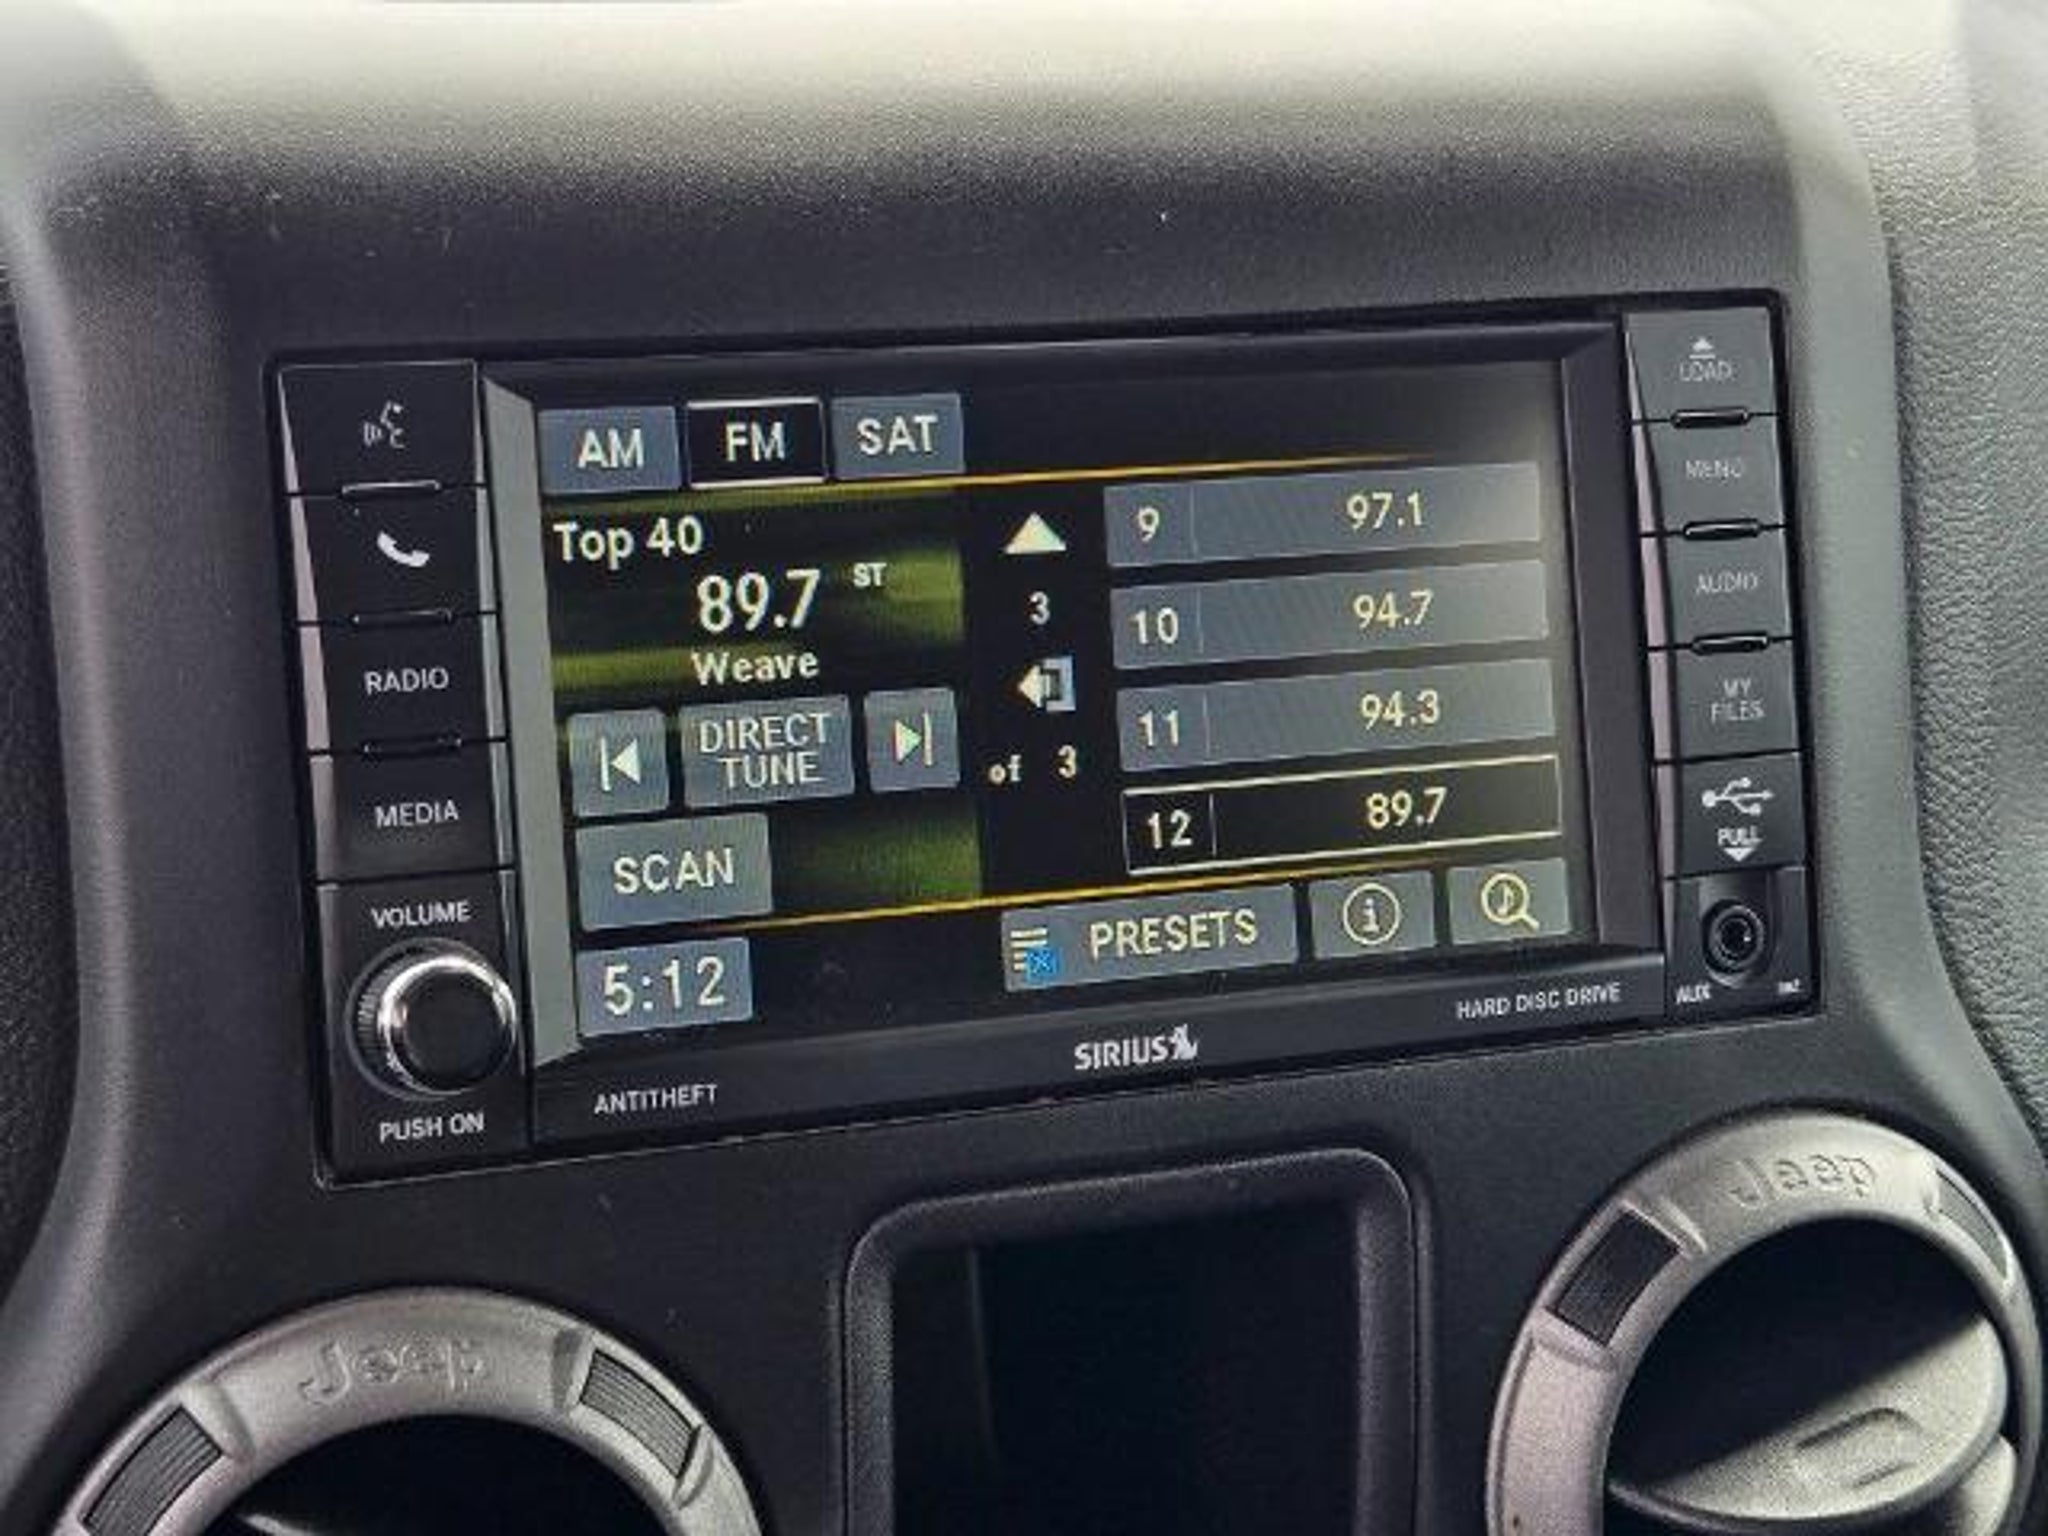 AM FM SAT
LOAD
MENU
AUDIO
MY
FILES
PULL
AUX
RADIO
MEDIA
VOLUME
PUSH ON
Top 40
89.7 ST
Weave
DIRECT
TUNE
SCAN
5:12
3
of 3
9 97.1
10 94.7
11 94.3
12 89.7
PRESETS
i
ANTITHEFT
SIRIUS
HARD DISC DRIVE
Jeep
Jeep